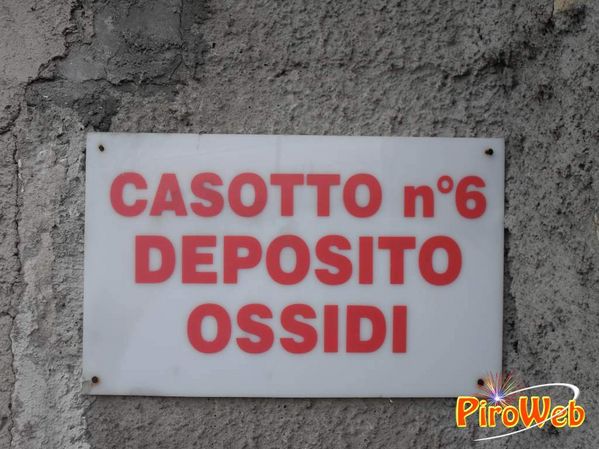 CASOTTO n°6
DEPOSITO
OSSIDI
PiroWeb